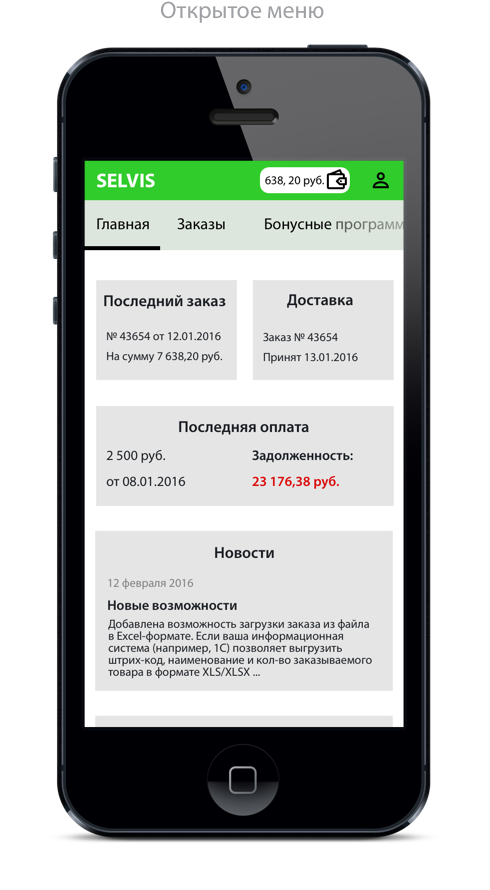 Открытое меню
SELVIS
638, 20 руб.
Главная Заказы Бонусные программ
Последний заказ
№ 43654 от 12.01.2016
На сумму 7 638,20 руб.
Доставка
Заказ № 43654
Принят 13.01.2016
Последняя оплата
2 500 руб. Задолженность:
от 08.01.2016 23 176,38 руб.
Новости
12 февраля 2016
Новые возможности
Добавлена возможность загрузки заказа из файла
в Excel-формате. Если ваша информационная
система (например, 1С) позволяет выгрузить
штрих-код, наименование и кол-во заказываемого
товара в формате XLS/XLSX ...